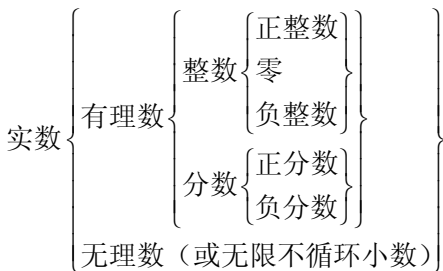 正整数
整数 零
有理数 负整数
实数
分数 正分数
负分数
无理数（或无限不循环小数）